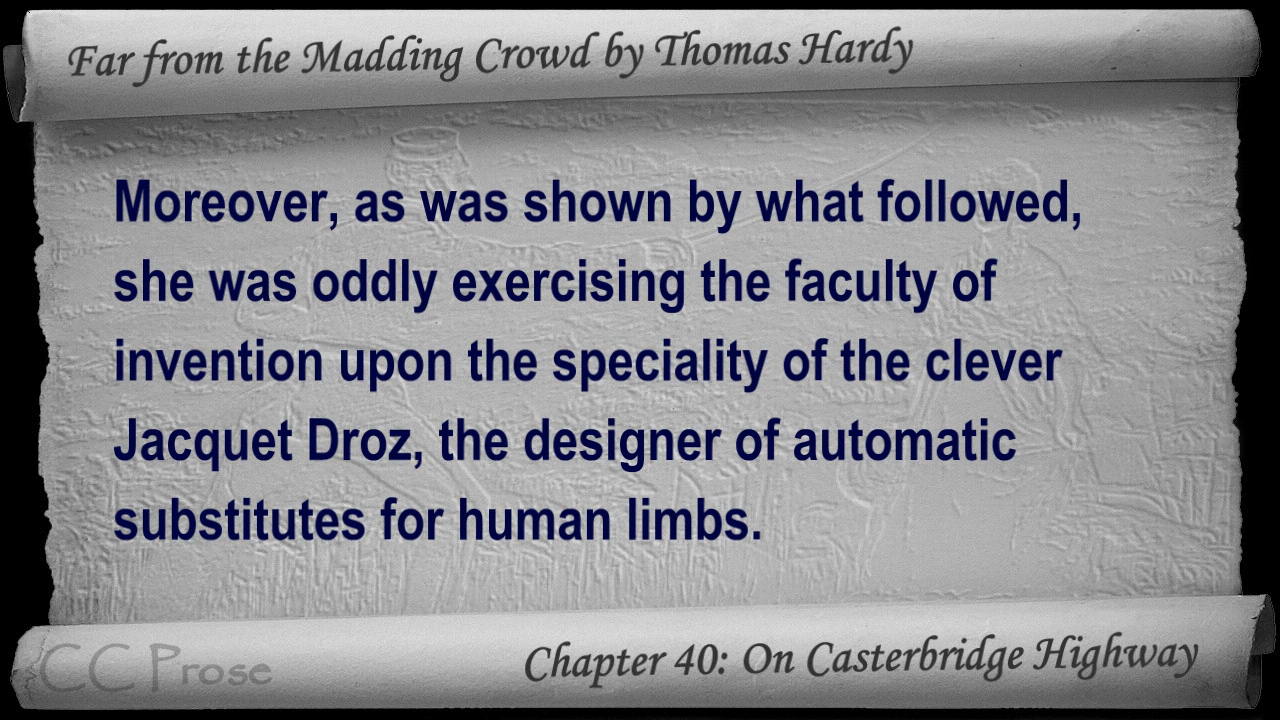 Far from the Madding Crowd by Thomas Hardy
Moreover, as was shown by what followed,
she was oddly exercising the faculty of
invention upon the speciality of the clever
Jacquet Droz, the designer of automatic
substitutes for human limbs.
CC Prose
Chapter 40: On Casterbridge Highway